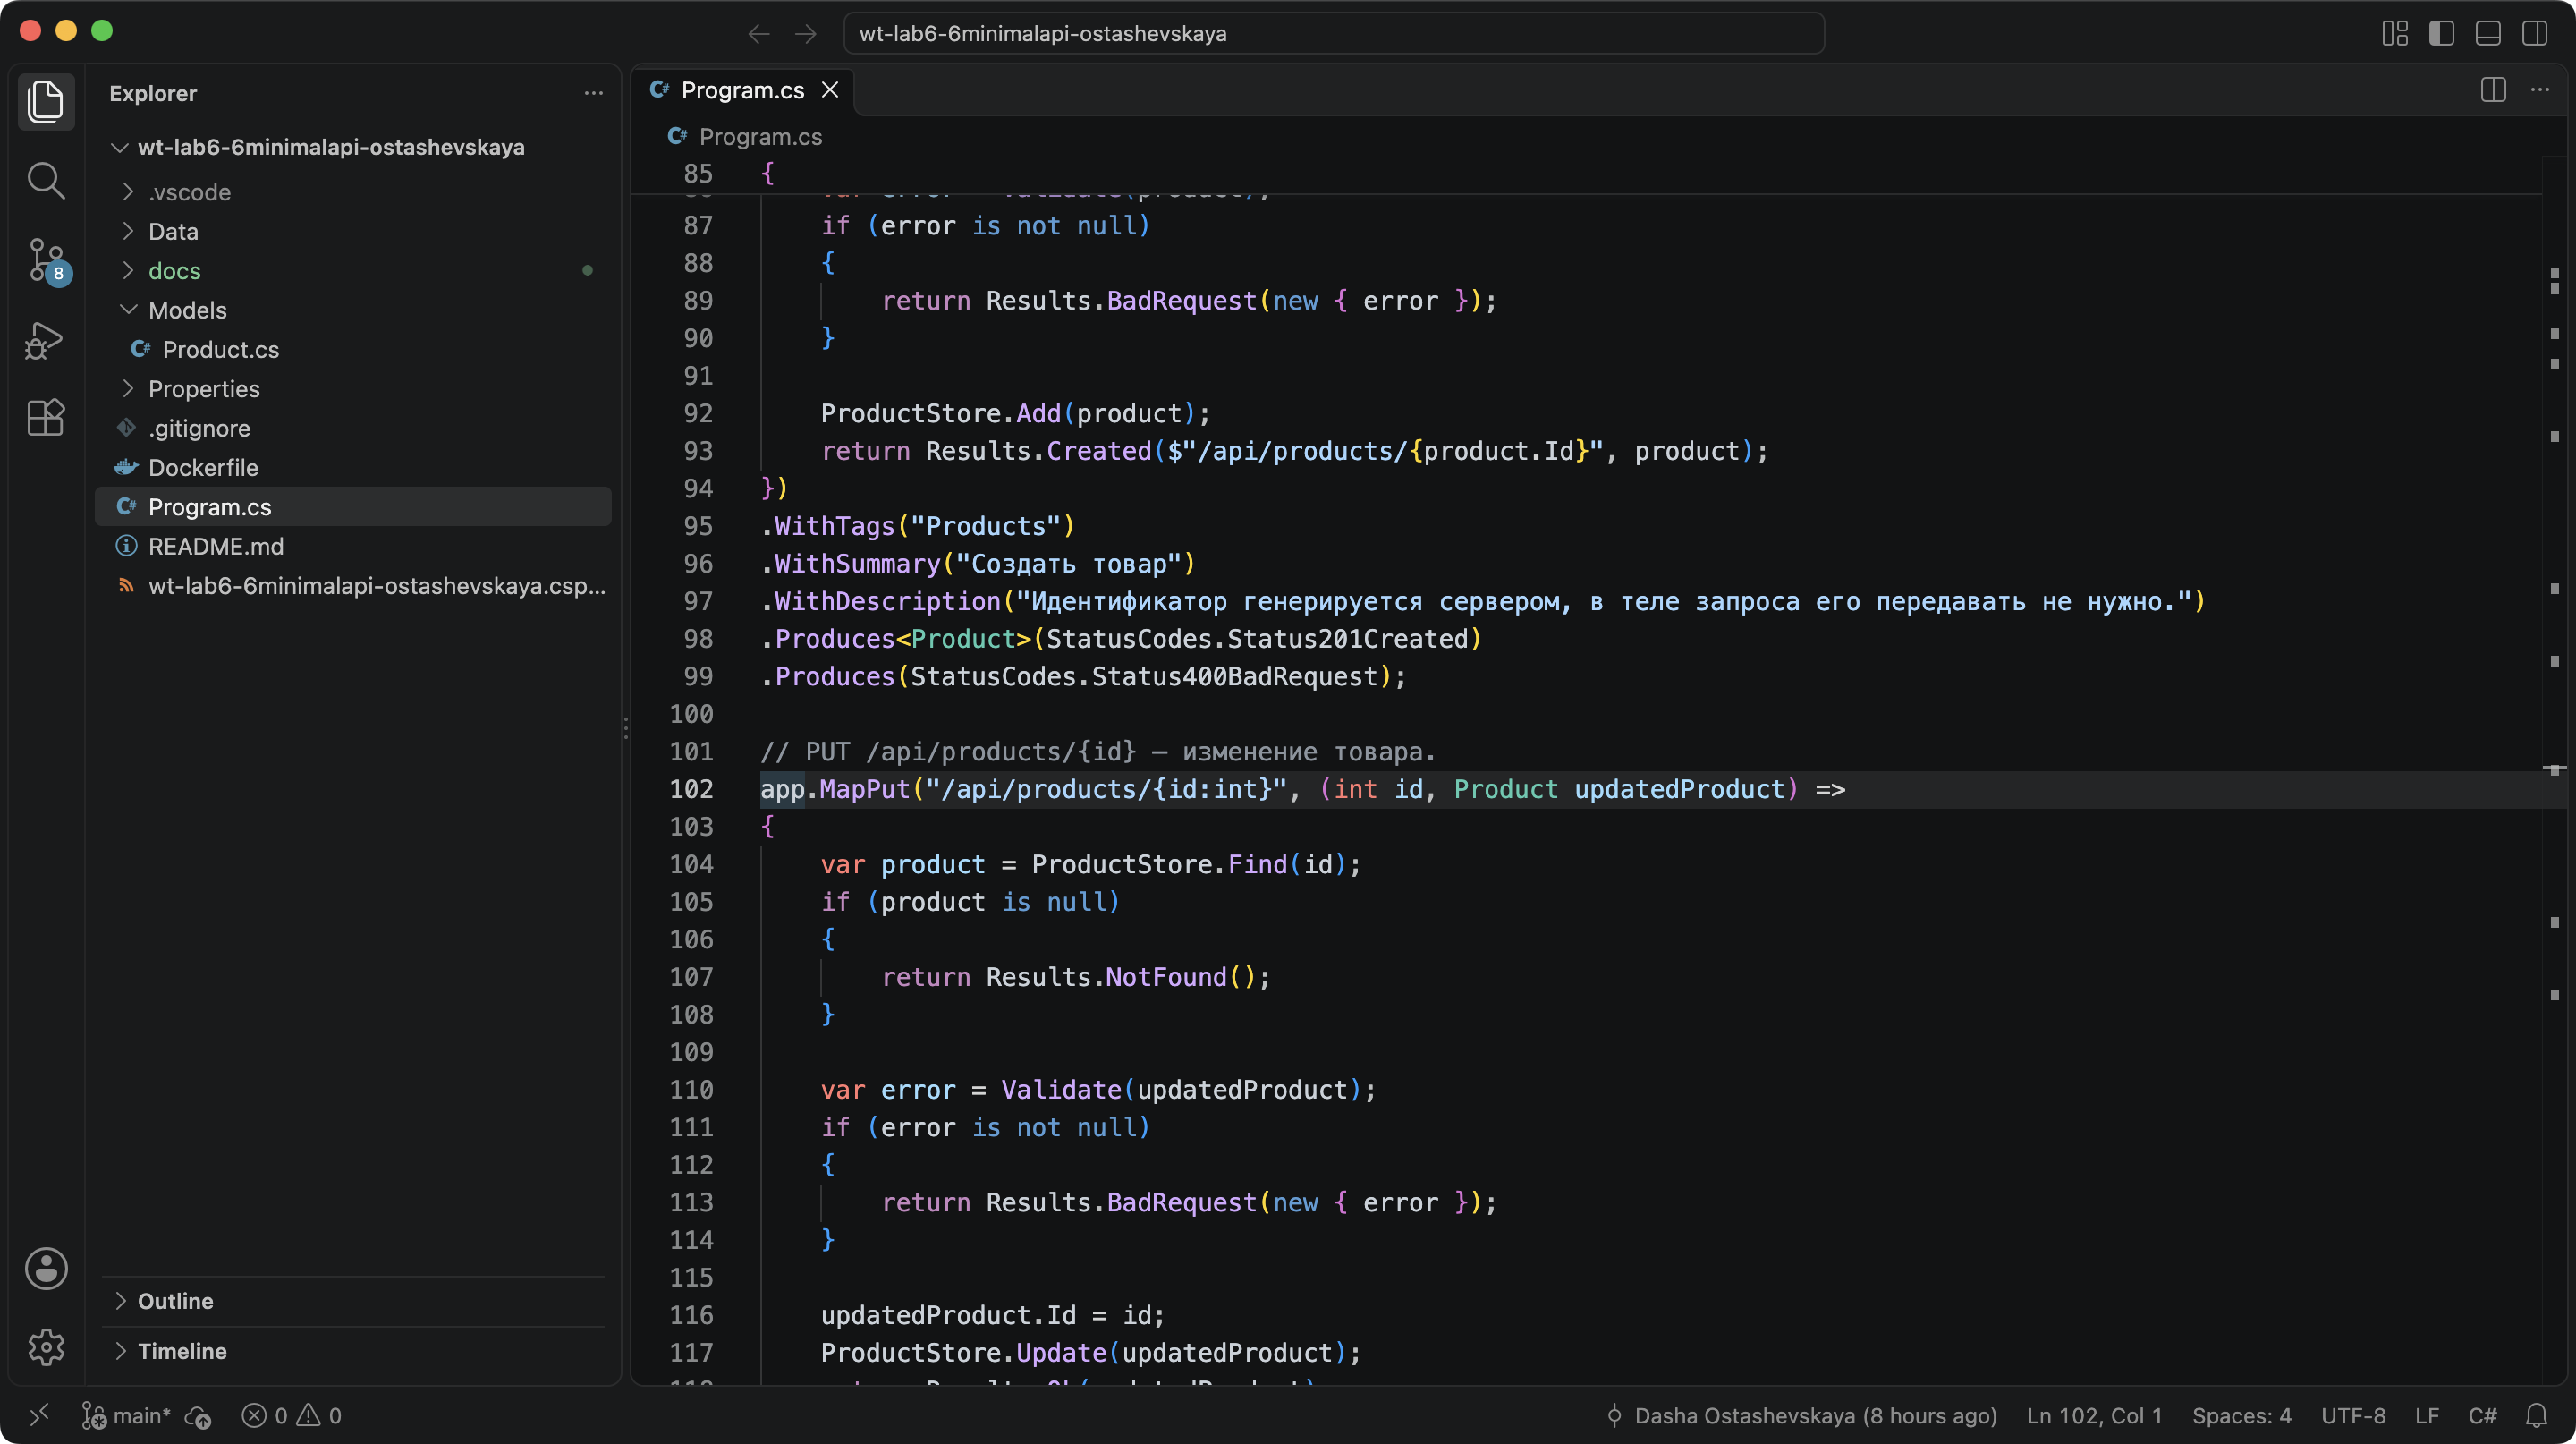 wt-lab6-6minimalapi-ostashevskaya
Explorer
wt-lab6-6minimalapi-ostashevskaya
.vscode
Data
docs
Models
C# Product.cs
Properties
.gitignore
Dockerfile
C# Program.cs
README.md
wt-lab6-6minimalapi-ostashevskaya.csp...
8
Outline
Timeline
C# Program.cs
C# Program.cs
85 {
87 if (error is not null)
88 {
89 return Results.BadRequest(new { error });
90 }
91
92 ProductStore.Add(product);
93 return Results.Created($"/api/products/{product.Id}", product);
94 })
95 .WithTags("Products")
96 .WithSummary("Создать товар")
97 .WithDescription("Идентификатор генерируется сервером, в теле запроса его передавать не нужно.")
98 .Produces<Product>(StatusCodes.Status201Created)
99 .Produces(StatusCodes.Status400BadRequest);
100
101 // PUT /api/products/{id} — изменение товара.
102 app.MapPut("/api/products/{id:int}", (int id, Product updatedProduct) =>
103 {
104 var product = ProductStore.Find(id);
105 if (product is null)
106 {
107 return Results.NotFound();
108 }
109
110 var error = Validate(updatedProduct);
111 if (error is not null)
112 {
113 return Results.BadRequest(new { error });
114 }
115
116 updatedProduct.Id = id;
117 ProductStore.Update(updatedProduct);
main* 0 0
Dasha Ostashevskaya (8 hours ago) Ln 102, Col 1 Spaces: 4 UTF-8 LF C#